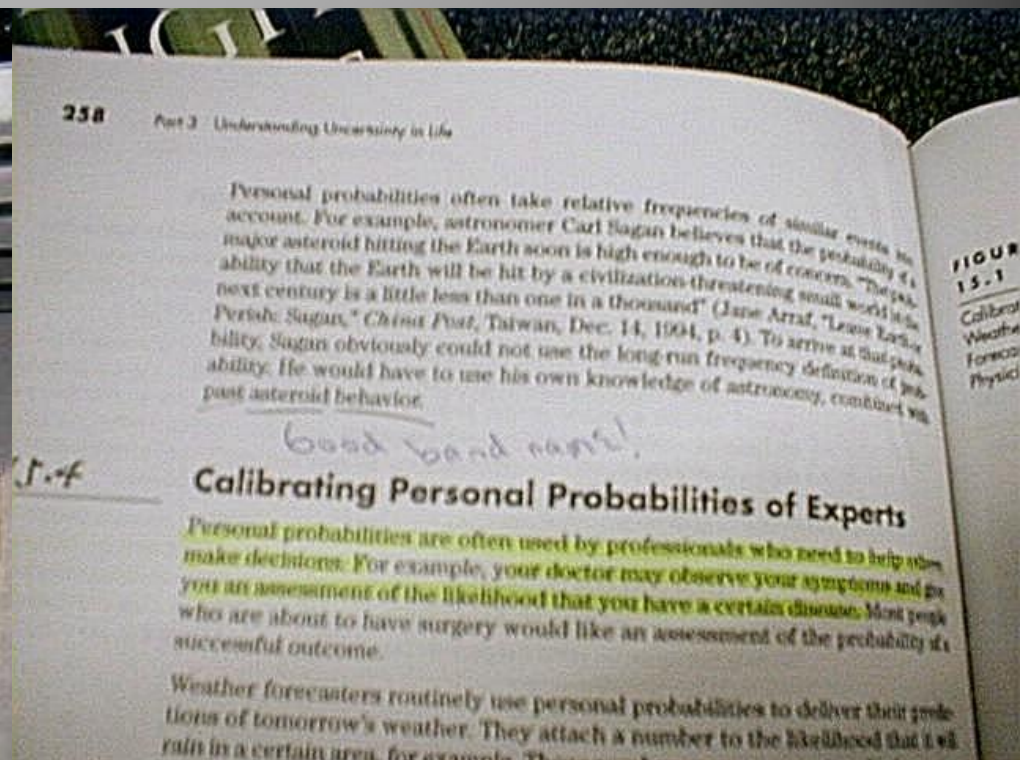 258 Part 3 Understanding Uncertainty in Life
Personal probabilities often take relative frequencies of similar events into
account. For example, astronomer Carl Sagan believes that the probability of a
major asteroid hitting the Earth soon is high enough to be of concern. "The prob-
ability that the Earth will be hit by a civilization-threatening small world in the
next century is a little less than one in a thousand" (Jane Arraf, "Leave Earth or
Perish: Sagan," China Post, Taiwan, Dec. 14, 1994, p. 4). To arrive at that proba-
bility, Sagan obviously could not use the long-run frequency definition of prob-
ability. He would have to use his own knowledge of astronomy, combined with
past asteroid behavior.
Good band name!
Calibrating Personal Probabilities of Experts
Personal probabilities are often used by professionals who need to help others
make decisions. For example, your doctor may observe your symptoms and give
you an assessment of the likelihood that you have a certain disease. Most people
who are about to have surgery would like an assessment of the probability of a
successful outcome.
Weather forecasters routinely use personal probabilities to deliver their predic-
tions of tomorrow's weather. They attach a number to the likelihood that it will
rain in a certain area, for example.
FIGUR
15.1
Calibrat
Weathe
Forecas
Physici